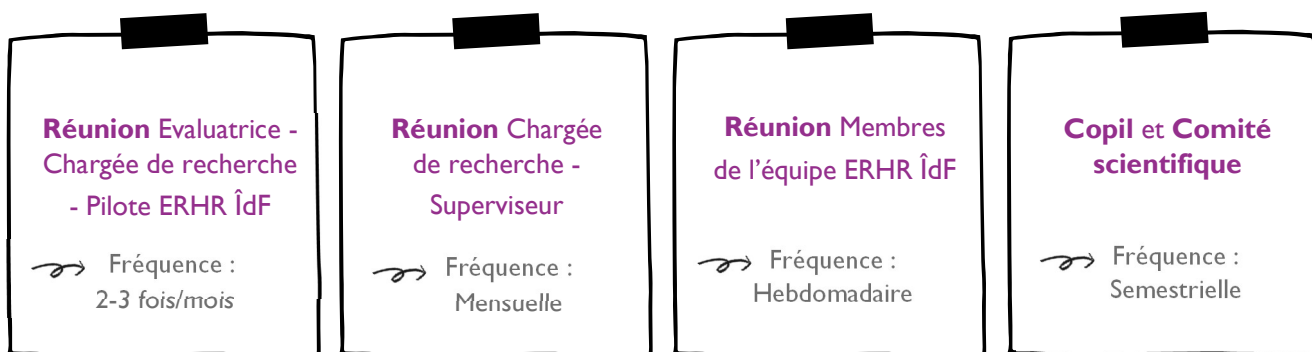 Réunion Evaluatrice -
Chargée de recherche
- Pilote ERHR ÎdF
Fréquence :
2-3 fois/mois
Réunion Chargée
de recherche -
Superviseur
Fréquence :
Mensuelle
Réunion Membres
de l'équipe ERHR ÎdF
Fréquence :
Hebdomadaire
Copil et Comité
scientifique
Fréquence :
Semestrielle